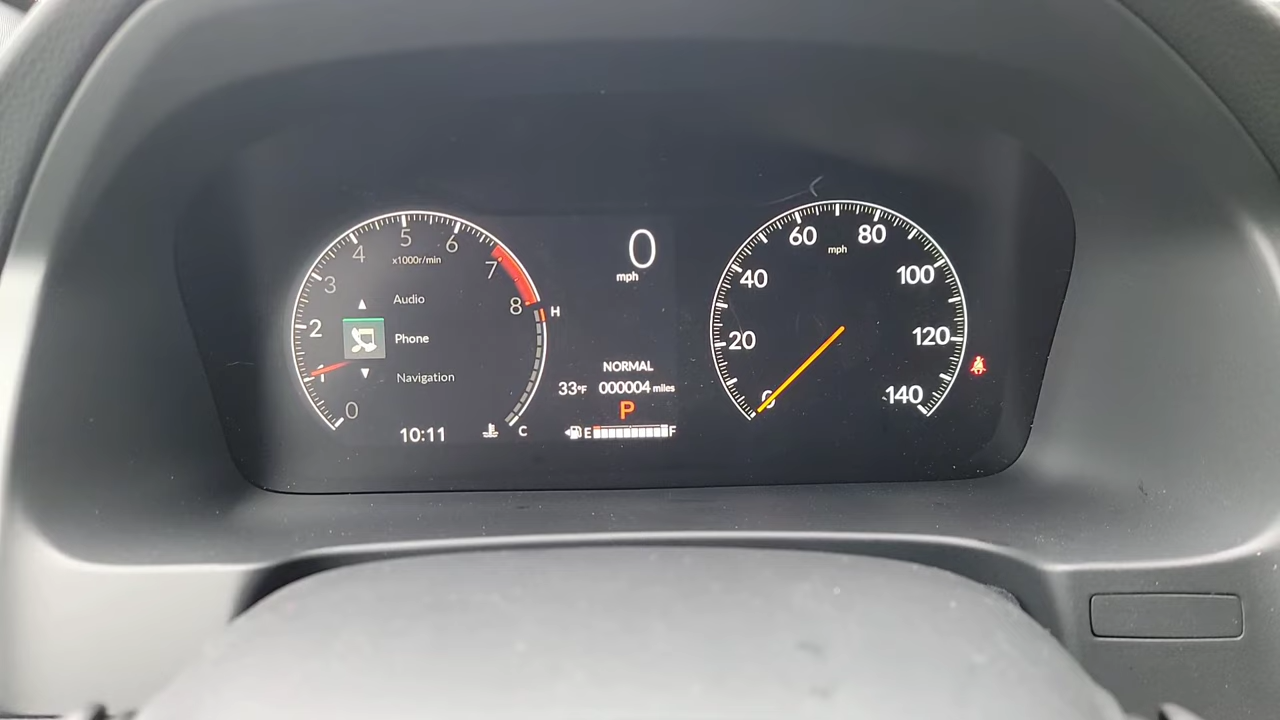 0
1
2
3
4
5
6
7
8
x1000r/min
Audio
Phone
Navigation
H
C
10:11
0
mph
NORMAL
33°F 000004 miles
P
E F
0
20
40
60
80
100
120
140
mph